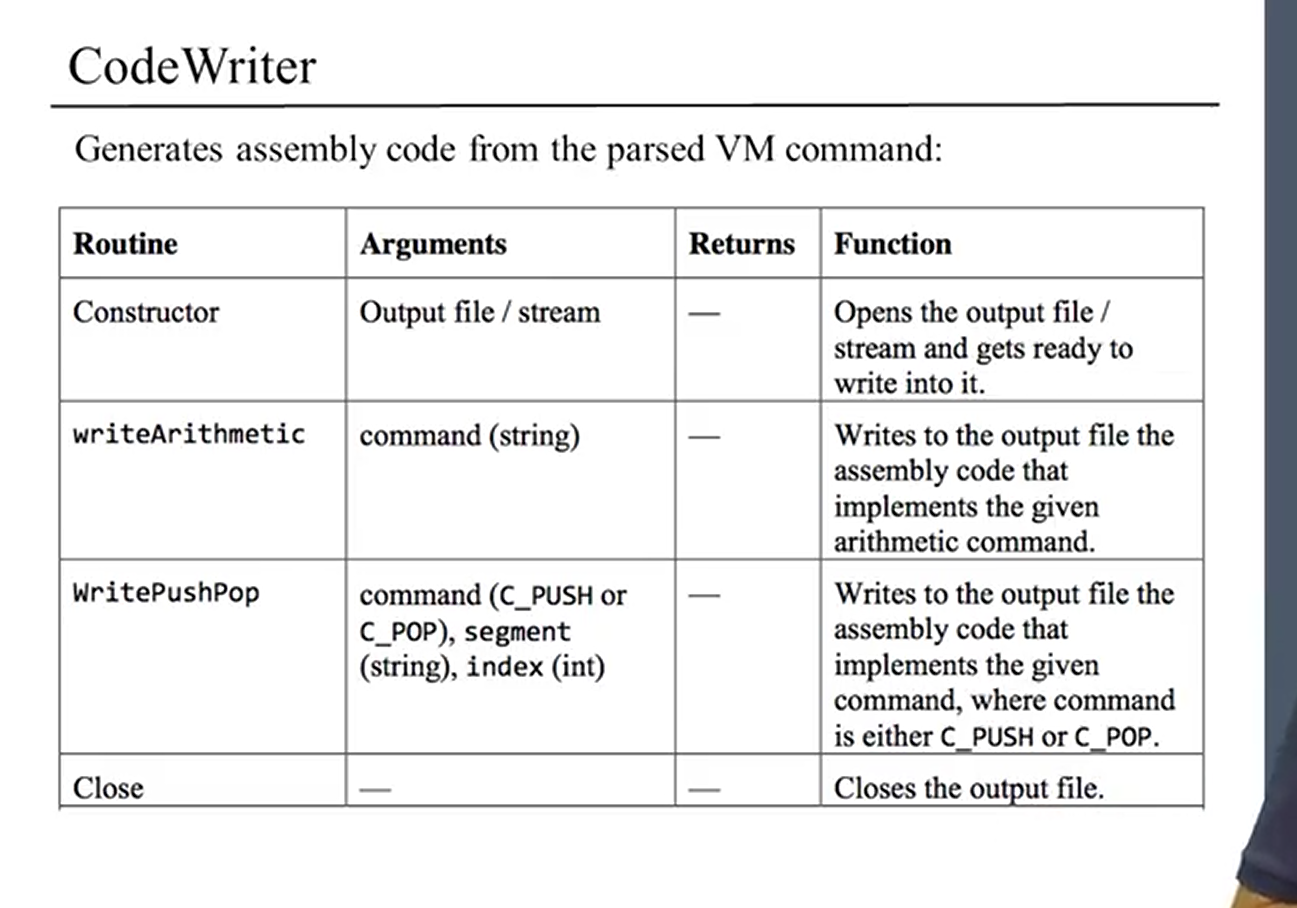 CodeWriter
Generates assembly code from the parsed VM command:
Routine Arguments Returns Function
Constructor Output file / stream — Opens the output file /
stream and gets ready to
write into it.
writeArithmetic command (string) — Writes to the output file the
assembly code that
implements the given
arithmetic command.
WritePushPop command (C_PUSH or — Writes to the output file the
C_POP), segment assembly code that
(string), index (int) implements the given
command, where command
is either C_PUSH or C_POP.
Close — — Closes the output file.